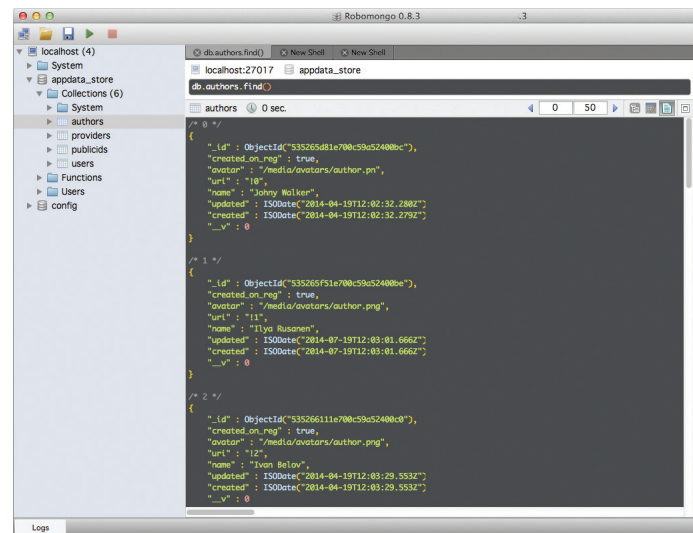 Robomongo 0.8.3 .3
localhost (4)
System
appdata_store
Collections (6)
System
authors
providers
publicids
users
Functions
Users
config
db.authors.find()
New Shell
New Shell
localhost:27017 appdata_store
db.authors.find()
authors 0 sec.
0 50
/* 0 */
{
"_id" : ObjectId("535265d81e700c59a52400bc"),
"created_on_reg" : true,
"avatar" : "/media/avatars/author.pn",
"uri" : "!0",
"name" : "Johny Walker",
"updated" : ISODate("2014-04-19T12:02:32.280Z")
"created" : ISODate("2014-04-19T12:02:32.279Z")
"__v" : 0
}
/* 1 */
{
"_id" : ObjectId("535265f51e700c59a52400be"),
"created_on_reg" : true,
"avatar" : "/media/avatars/author.png",
"uri" : "!1",
"name" : "Ilya Rusanen",
"updated" : ISODate("2014-07-19T12:03:01.666Z")
"created" : ISODate("2014-07-19T12:03:01.666Z")
"__v" : 0
}
/* 2 */
{
"_id" : ObjectId("535266111e700c59a52400c0"),
"created_on_reg" : true,
"avatar" : "/media/avatars/author.png",
"uri" : "!2",
"name" : "Ivan Belov",
"updated" : ISODate("2014-04-19T12:03:29.553Z")
"created" : ISODate("2014-04-19T12:03:29.553Z")
"__v" : 0
Logs